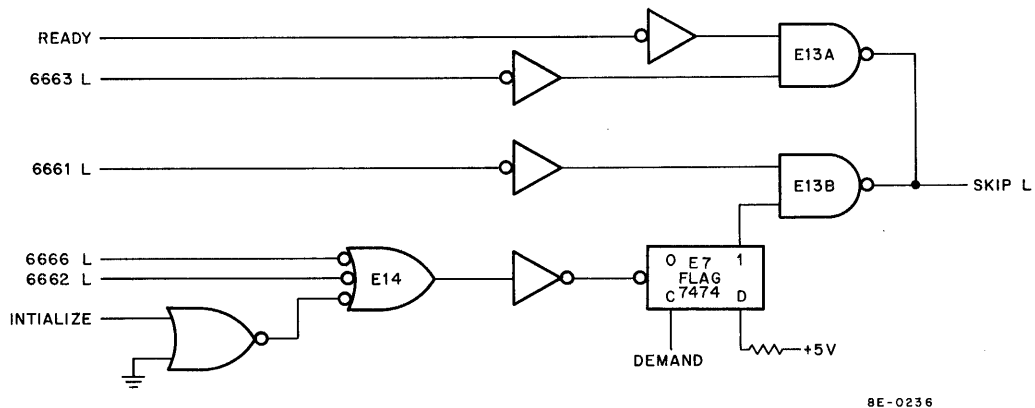 READY
E13A
6663 L
6661 L
E13B
SKIP L
6666 L
6662 L
E14
0 E7 1
FLAG
7474
C D
INTIALIZE
DEMAND
+5V
8E-0236